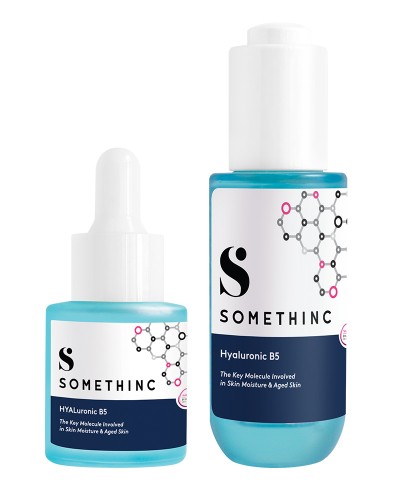 S
SOMETHINC
HYALuronic B5
The Key Molecule Involved
in Skin Moisture & Aged Skin
S
SOMETHINC
Hyaluronic B5
The Key Molecule Involved
in Skin Moisture & Aged Skin